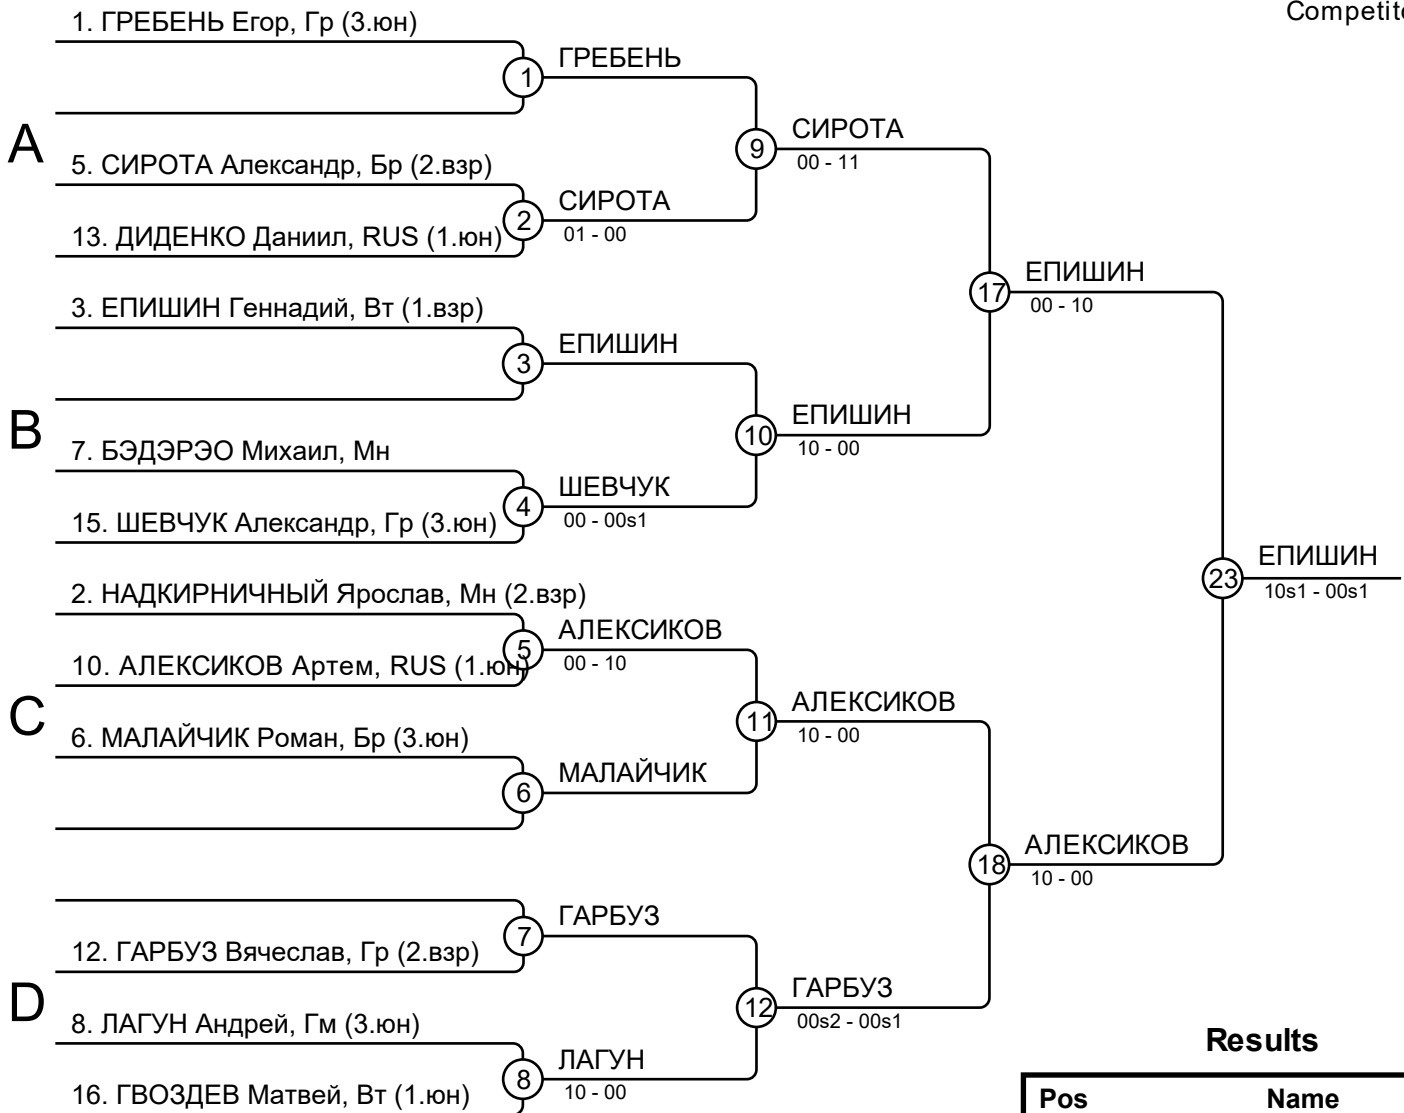 Competit
1. ГРЕБЕНЬ Егор, Гр (3.юн)
1
ГРЕБЕНЬ
A
9
СИРОТА
00 - 11
5. СИРОТА Александр, Бр (2.взр)
2
СИРОТА
01 - 00
13. ДИДЕНКО Даниил, RUS (1.юн)
17
ЕПИШИН
00 - 10
3. ЕПИШИН Геннадий, Вт (1.взр)
3
ЕПИШИН
B
10
ЕПИШИН
10 - 00
7. БЭДЭРЭО Михаил, Мн
4
ШЕВЧУК
00 - 00s1
15. ШЕВЧУК Александр, Гр (3.юн)
23
ЕПИШИН
10s1 - 00s1
2. НАДКИРНИЧНЫЙ Ярослав, Мн (2.взр)
5
АЛЕКСИКОВ
00 - 10
10. АЛЕКСИКОВ Артем, RUS (1.юн)
C
11
АЛЕКСИКОВ
10 - 00
6. МАЛАЙЧИК Роман, Бр (3.юн)
6
МАЛАЙЧИК
18
АЛЕКСИКОВ
10 - 00
7
ГАРБУЗ
12. ГАРБУЗ Вячеслав, Гр (2.взр)
D
12
ГАРБУЗ
00s2 - 00s1
8. ЛАГУН Андрей, Гм (3.юн)
8
ЛАГУН
10 - 00
16. ГВОЗДЕВ Матвей, Вт (1.юн)
Results
Pos Name